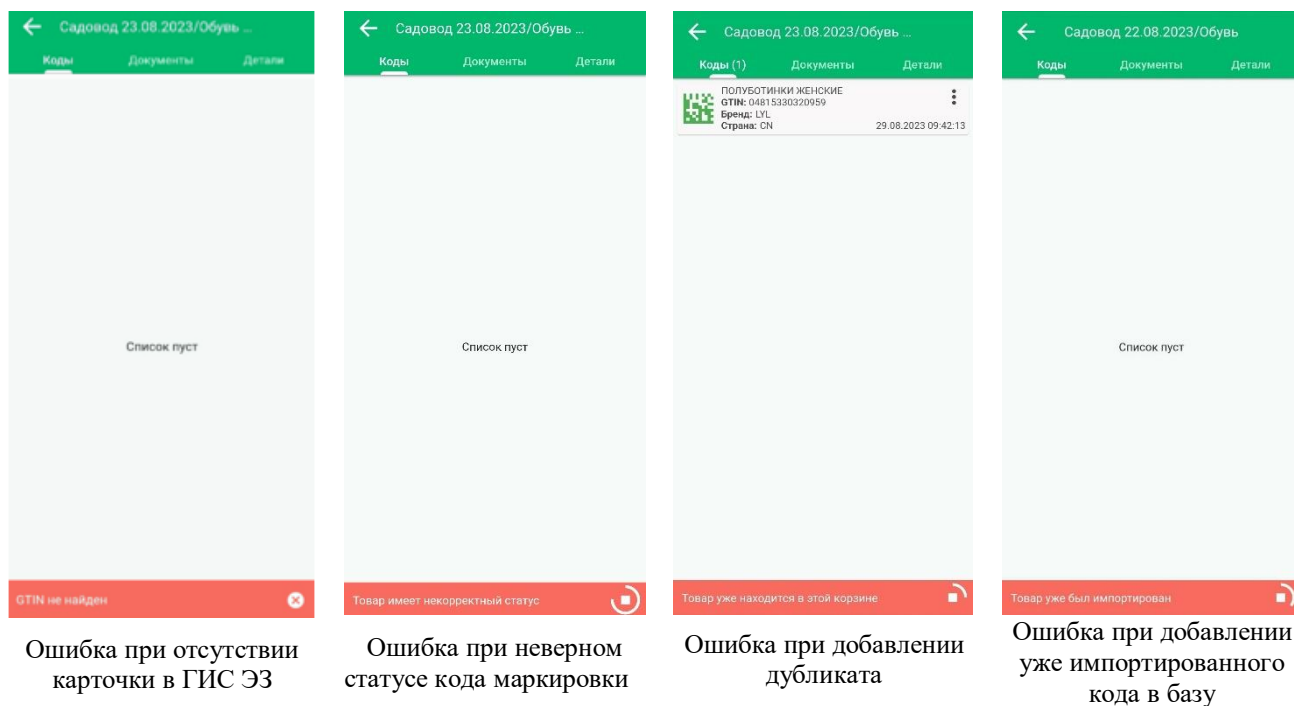 Садовод 23.08.2023/Обувь ...
Коды Документы Детали
Список пуст
GTIN не найден
Ошибка при отсутствии
карточки в ГИС ЭЗ
Садовод 23.08.2023/Обувь ...
Коды Документы Детали
Список пуст
Товар имеет некорректный статус
Ошибка при неверном
статусе кода маркировки
Садовод 23.08.2023/Обувь ...
Коды (1) Документы Детали
ПОЛУБОТИНКИ ЖЕНСКИЕ
GTIN: 04815330320959
Бренд: LYL
Страна: CN 29.08.2023 09:42:13
Товар уже находится в этой корзине
Ошибка при добавлении
дубликата
Садовод 22.08.2023/Обувь
Коды Документы Детали
Список пуст
Товар уже был импортирован
Ошибка при добавлении
уже импортированного
кода в базу